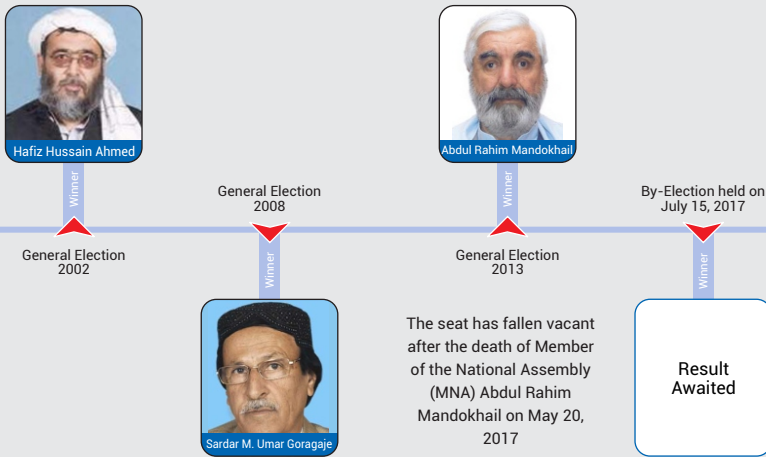 Hafiz Hussain Ahmed
Winner
General Election
2002
General Election
2008
Winner
Sardar M. Umar Goragaje
Abdul Rahim Mandokhail
Winner
General Election
2013
The seat has fallen vacant
after the death of Member
of the National Assembly
(MNA) Abdul Rahim
Mandokhail on May 20,
2017
By-Election held on
July 15, 2017
Winner
Result
Awaited